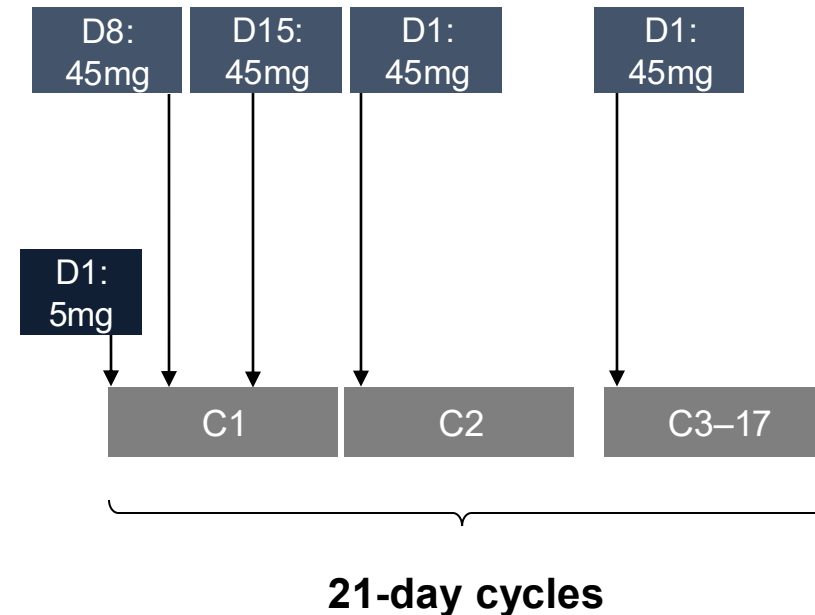 D8:
45mg
D15:
45mg
D1:
45mg
D1:
45mg
D1:
5mg
C1
C2
C3–17
21-day cycles